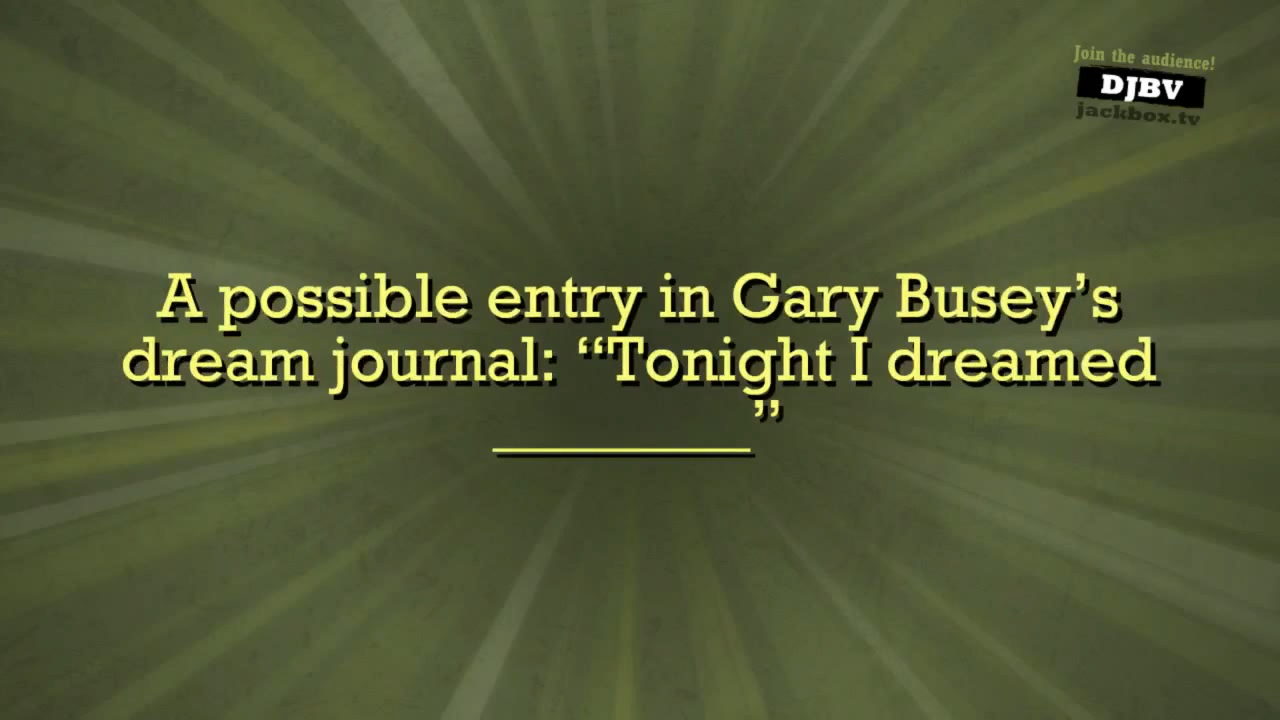 Join the audience!
DJBV
jackbox.tv
A possible entry in Gary Busey’s
dream journal: “Tonight I dreamed
________”